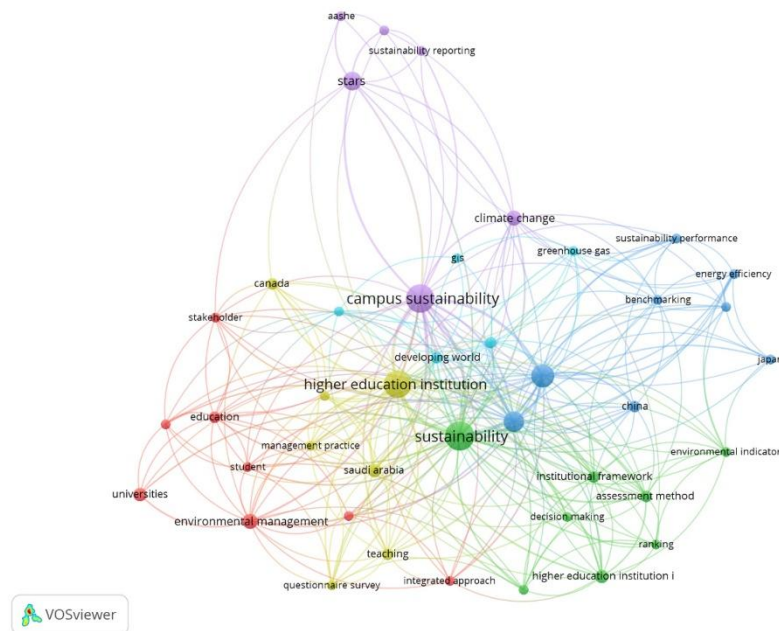 aashe
sustainability reporting
stars
climate change
sustainability performance
greenhouse gas
gis
energy efficiency
canada
campus sustainability
benchmarking
stakeholder
developing world
japan
higher education institution
china
education
sustainability
management practice
environmental indicator
student
saudi arabia
institutional framework
universities
assessment method
environmental management
decision making
ranking
teaching
higher education institution i
questionnaire survey
integrated approach
VOSviewer